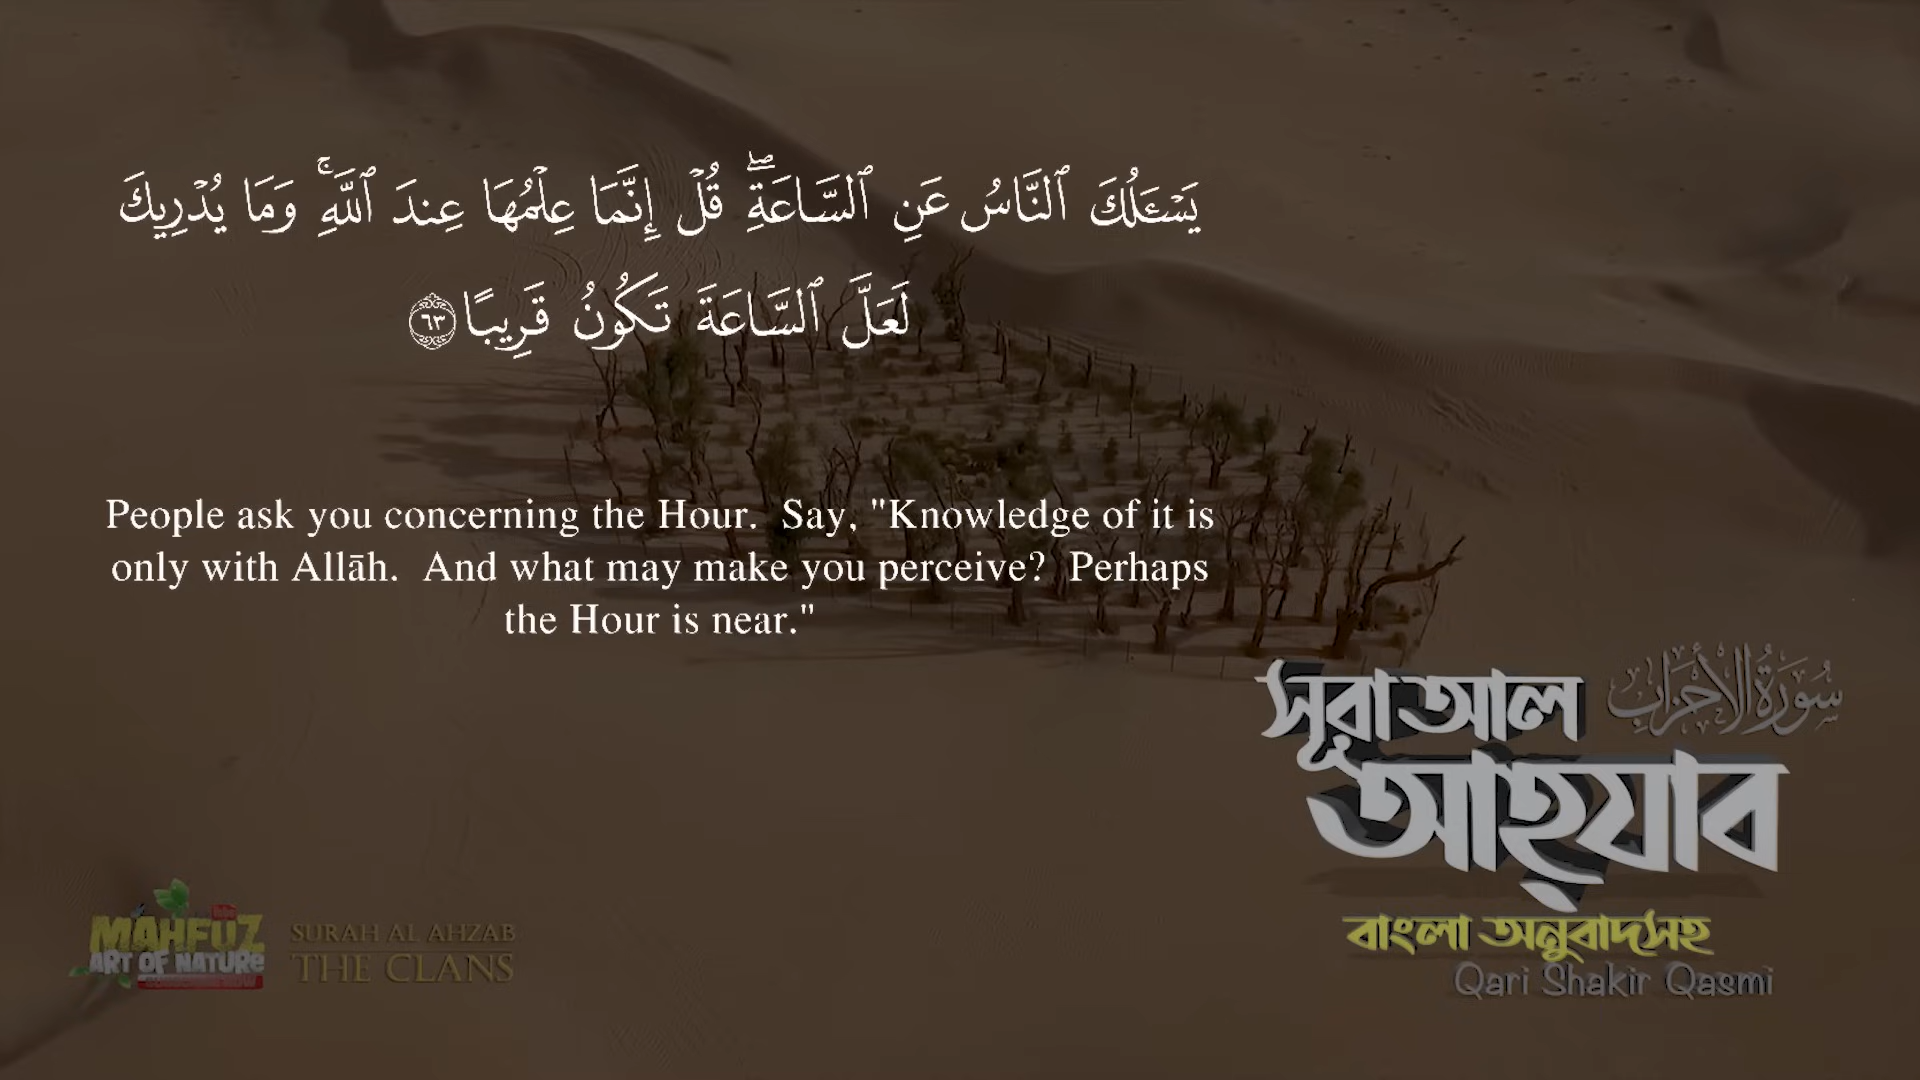 يَسْـَٔلُكَ ٱلنَّاسُ عَنِ ٱلسَّاعَةِۖ قُلْ إِنَّمَا عِلْمُهَا عِندَ ٱللَّهِۚ وَمَا يُدْرِيكَ
لَعَلَّ ٱلسَّاعَةَ تَكُونُ قَرِيبًا ٦٣
People ask you concerning the Hour.  Say, "Knowledge of it is
only with Allāh.  And what may make you perceive?  Perhaps
the Hour is near."
সূরা আল
سُورَةُ الأَحْزَابِ
আহযাব
বাংলা অনুবাদসহ
Qari Shakir Qasmi
MAHFUZ
ART OF NATURE
SURAH AL AHZAB
THE CLANS